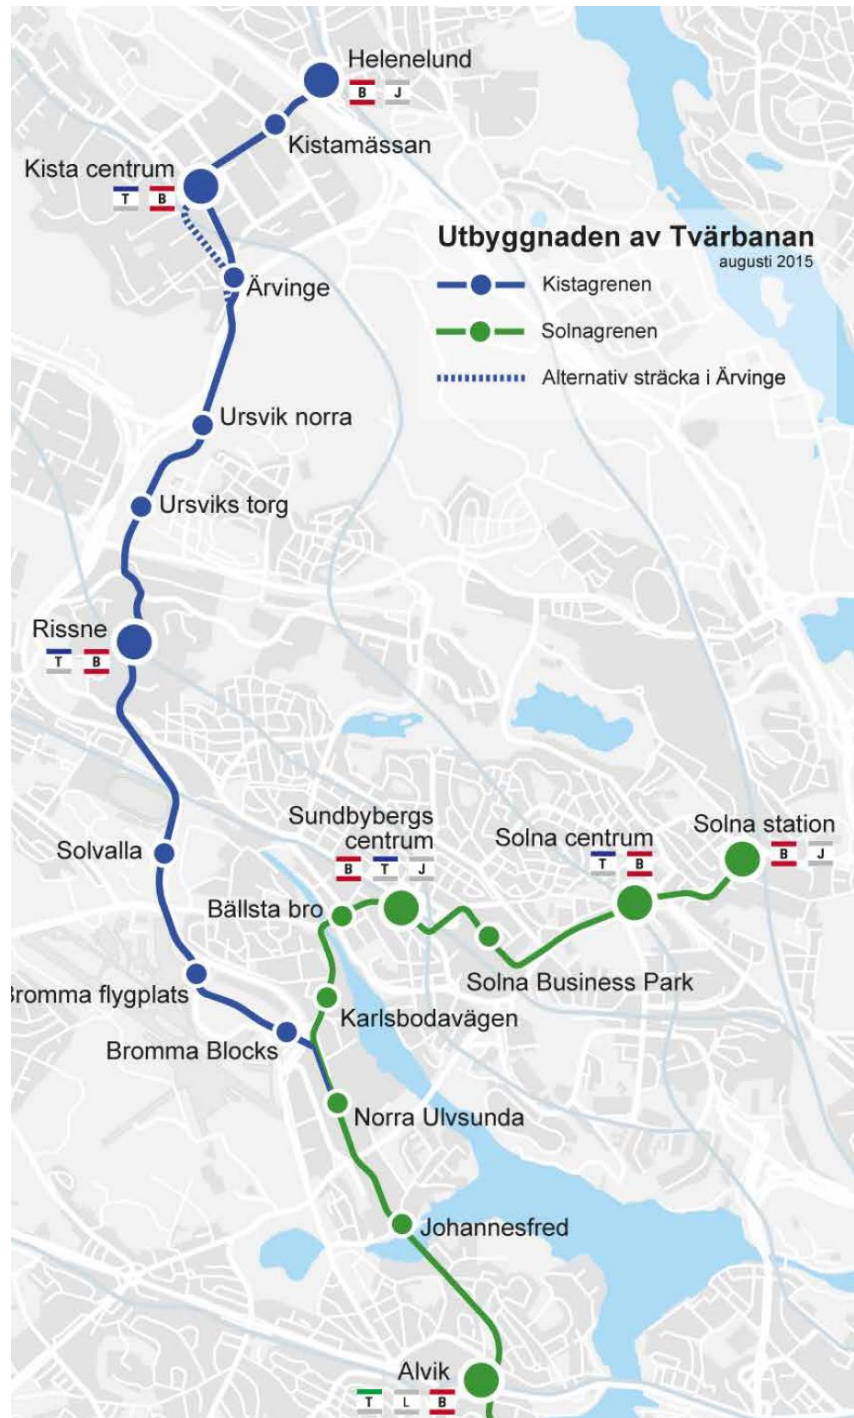 Helenelund
B J
Kistamässan
Kista centrum
T B
Utbyggnaden av Tvärbanan
augusti 2015
Kistagrenen
Solnagrenen
Alternativ sträcka i Ärvinge
Ärvinge
Ursvik norra
Ursviks torg
Rissne
T B
Sundbybergs
centrum
B T J
Solna centrum
T B
Solna station
B J
Solvalla
Bällsta bro
Solna Business Park
Bromma flygplats
Karlsbodavägen
Bromma Blocks
Norra Ulvsunda
Johannesfred
Alvik
T L B